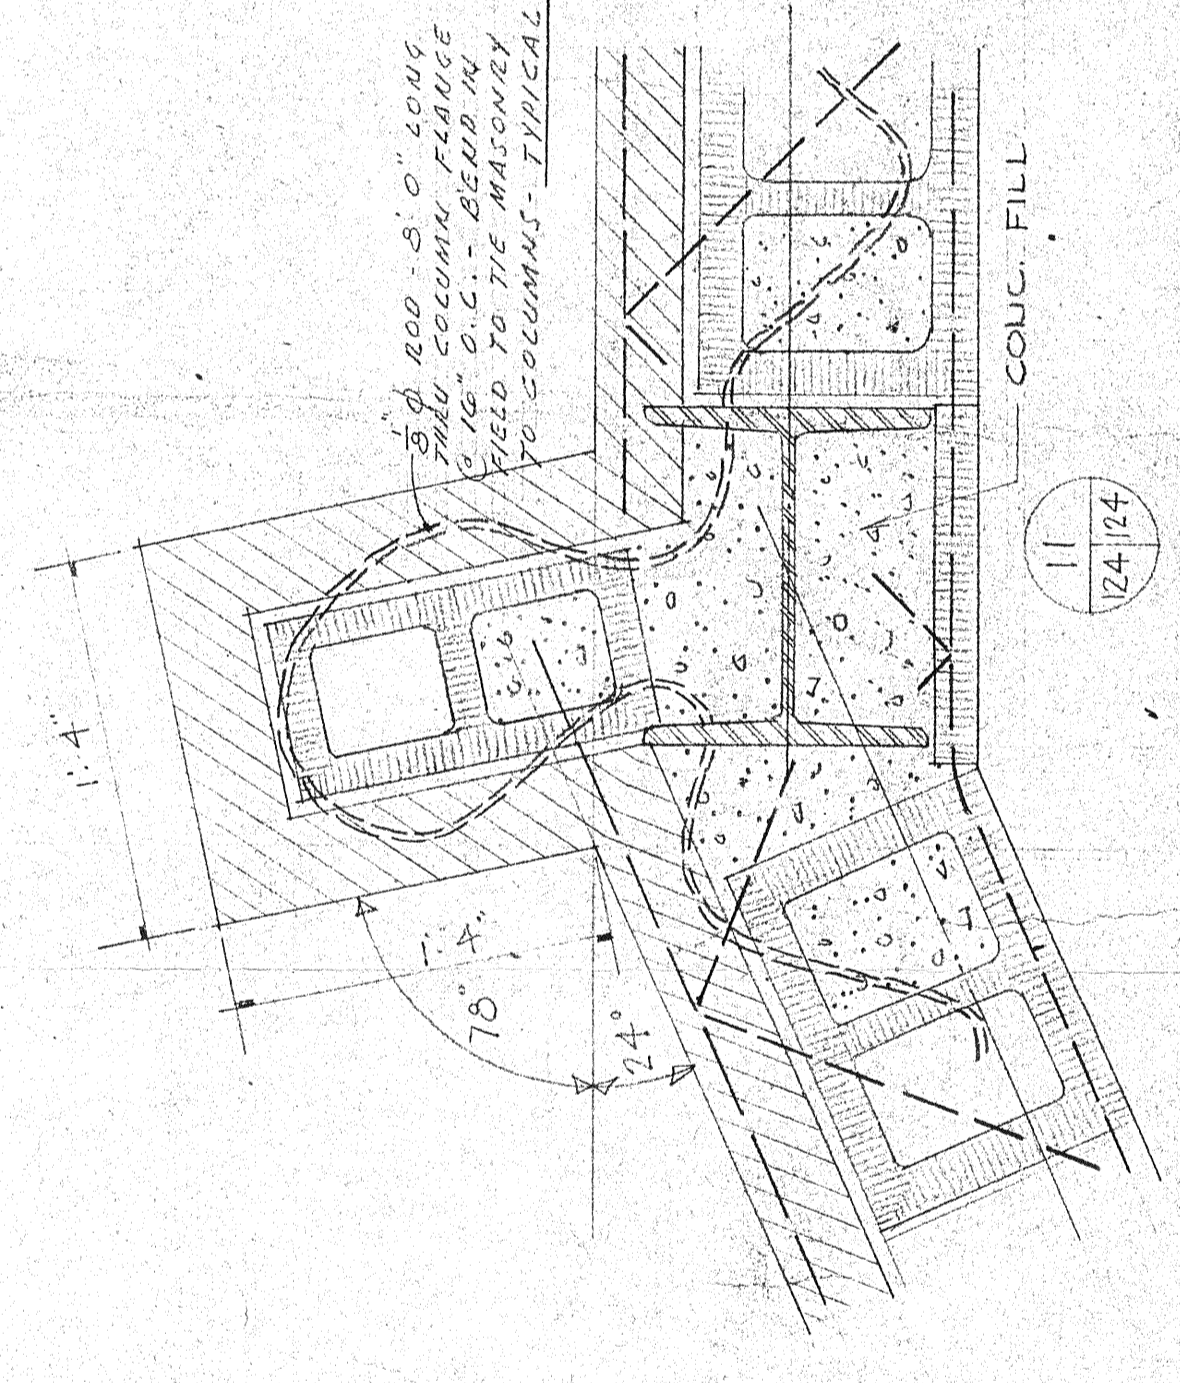 1/8" Φ ROD - 3'.0" LONG
THRU COLUMN FLANGE
@ 16" O.C. - BEND IN
FIELD TO TIE MASONRY
TO COLUMNS - TYPICAL
1'.4"
1'.4"
78°
24°
CONC. FILL
11
124 124